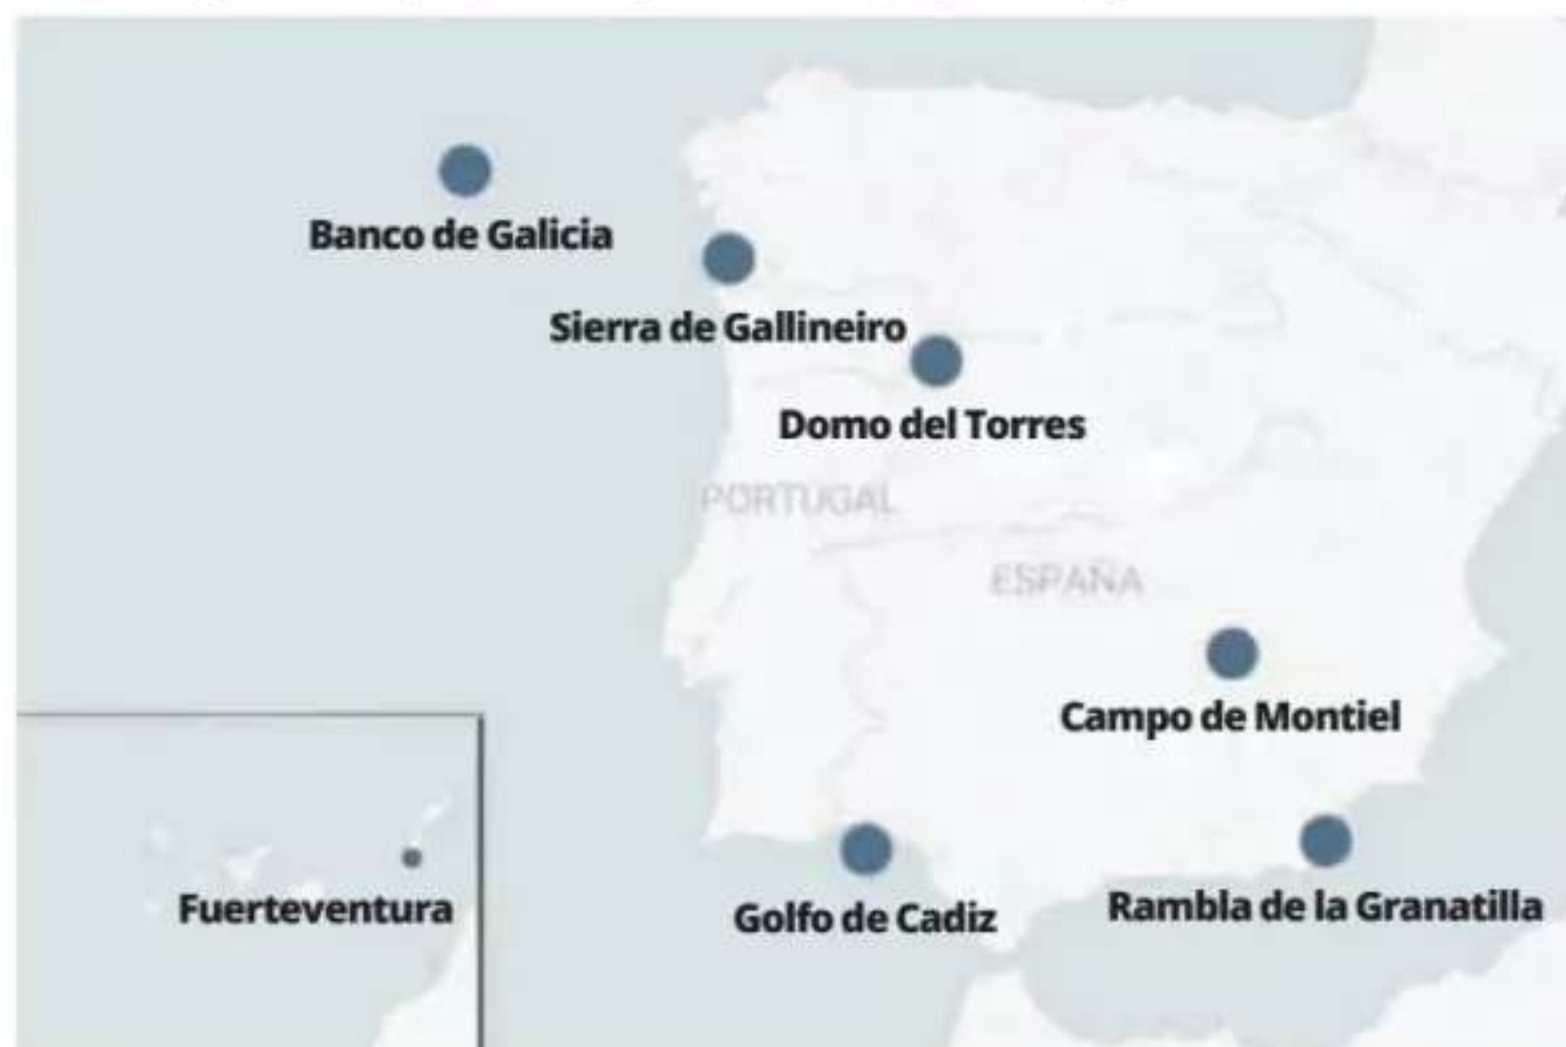 Banco de Galicia
Sierra de Gallineiro
Domo del Torres
PORTUGAL
ESPAÑA
Campo de Montiel
Fuerteventura
Golfo de Cadiz
Rambla de la Granatilla